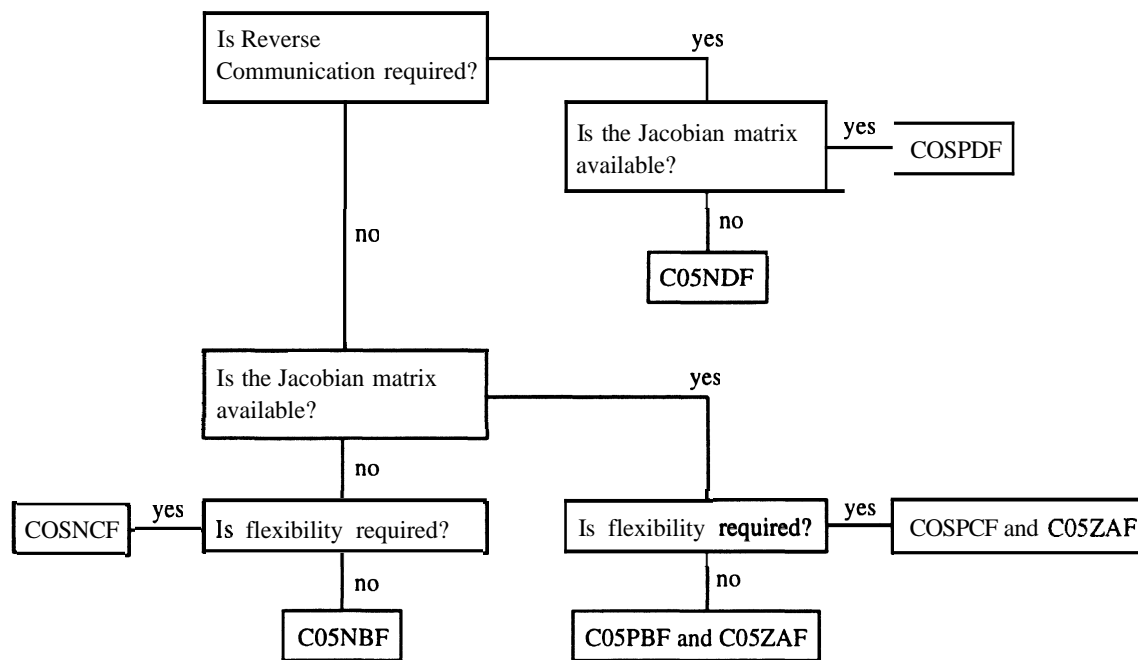 Is Reverse
Communication required?
yes
Is the Jacobian matrix
available?
yes
COSPDF
no
no
C05NDF
Is the Jacobian matrix
available?
yes
no
COSNCF
yes
Is flexibility required?
Is flexibility required?
yes
COSPCF and C05ZAF
no
no
C05NBF
C05PBF and C05ZAF